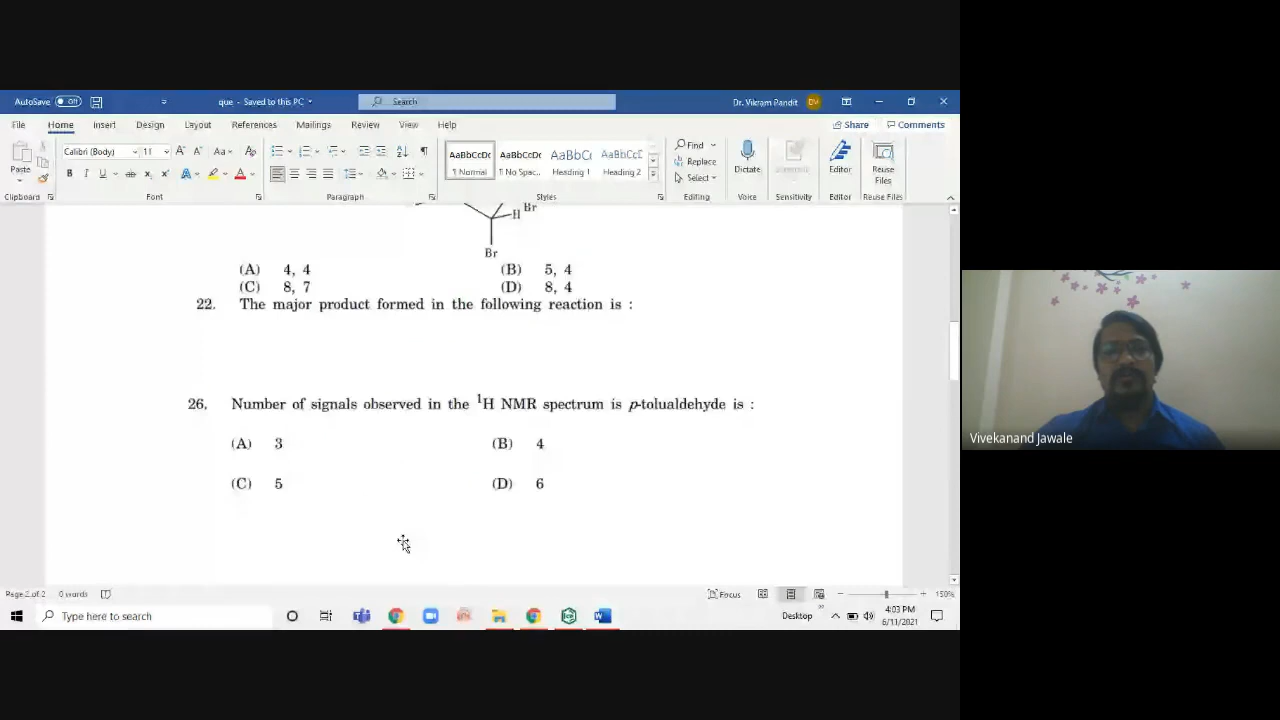 AutoSave Off
que - Saved to this PC
Search
Dr. Vikram Pandit
File Home Insert Design Layout References Mailings Review View Help
Share Comments
Paste
Calibri (Body) 11
AaBbCcDc AaBbCcDc AaBbC( AaBbCcD
¶ Normal ¶ No Spac... Heading 1 Heading 2
Find
Replace
Select
Dictate
Editor
Reuse Files
Clipboard Font Paragraph Styles Editing Voice Sensitivity Editor Reuse Files
H Br
Br
(A) 4, 4 (B) 5, 4
(C) 8, 7 (D) 8, 4
22. The major product formed in the following reaction is :
26. Number of signals observed in the 1H NMR spectrum is p-tolualdehyde is :
(A) 3 (B) 4
(C) 5 (D) 6
Vivekanand Jawale
Page 2 of 2 0 words
Focus
150%
Type here to search
Desktop
4:03 PM
6/11/2021